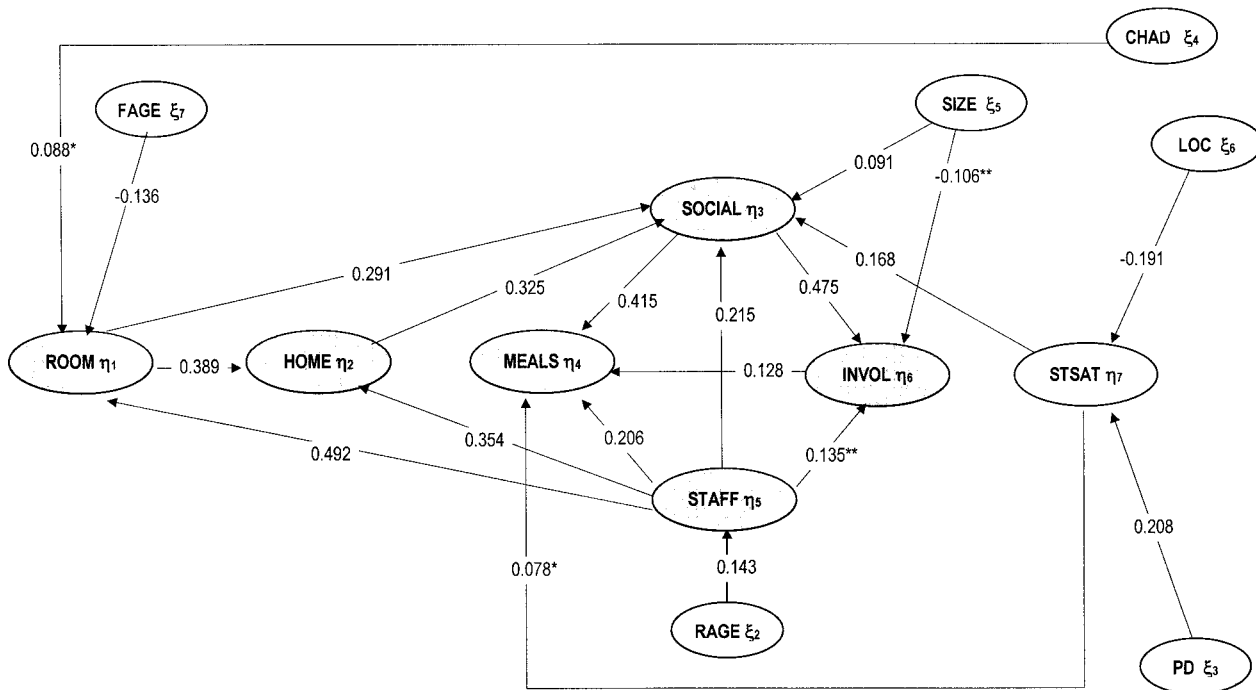 CHAD ξ4
FAGE ξ7
SIZE ξ5
LOC ξ6
0.088*
-0.136
0.091
-0.106**
SOCIAL η3
0.168
-0.191
0.291
0.325
0.415
0.215
0.475
ROOM η1
0.389
HOME η2
MEALS η4
0.128
INVOL η6
STSAT η7
0.492
0.354
0.206
0.135**
STAFF η5
0.208
0.078*
0.143
RAGE ξ2
PD ξ3